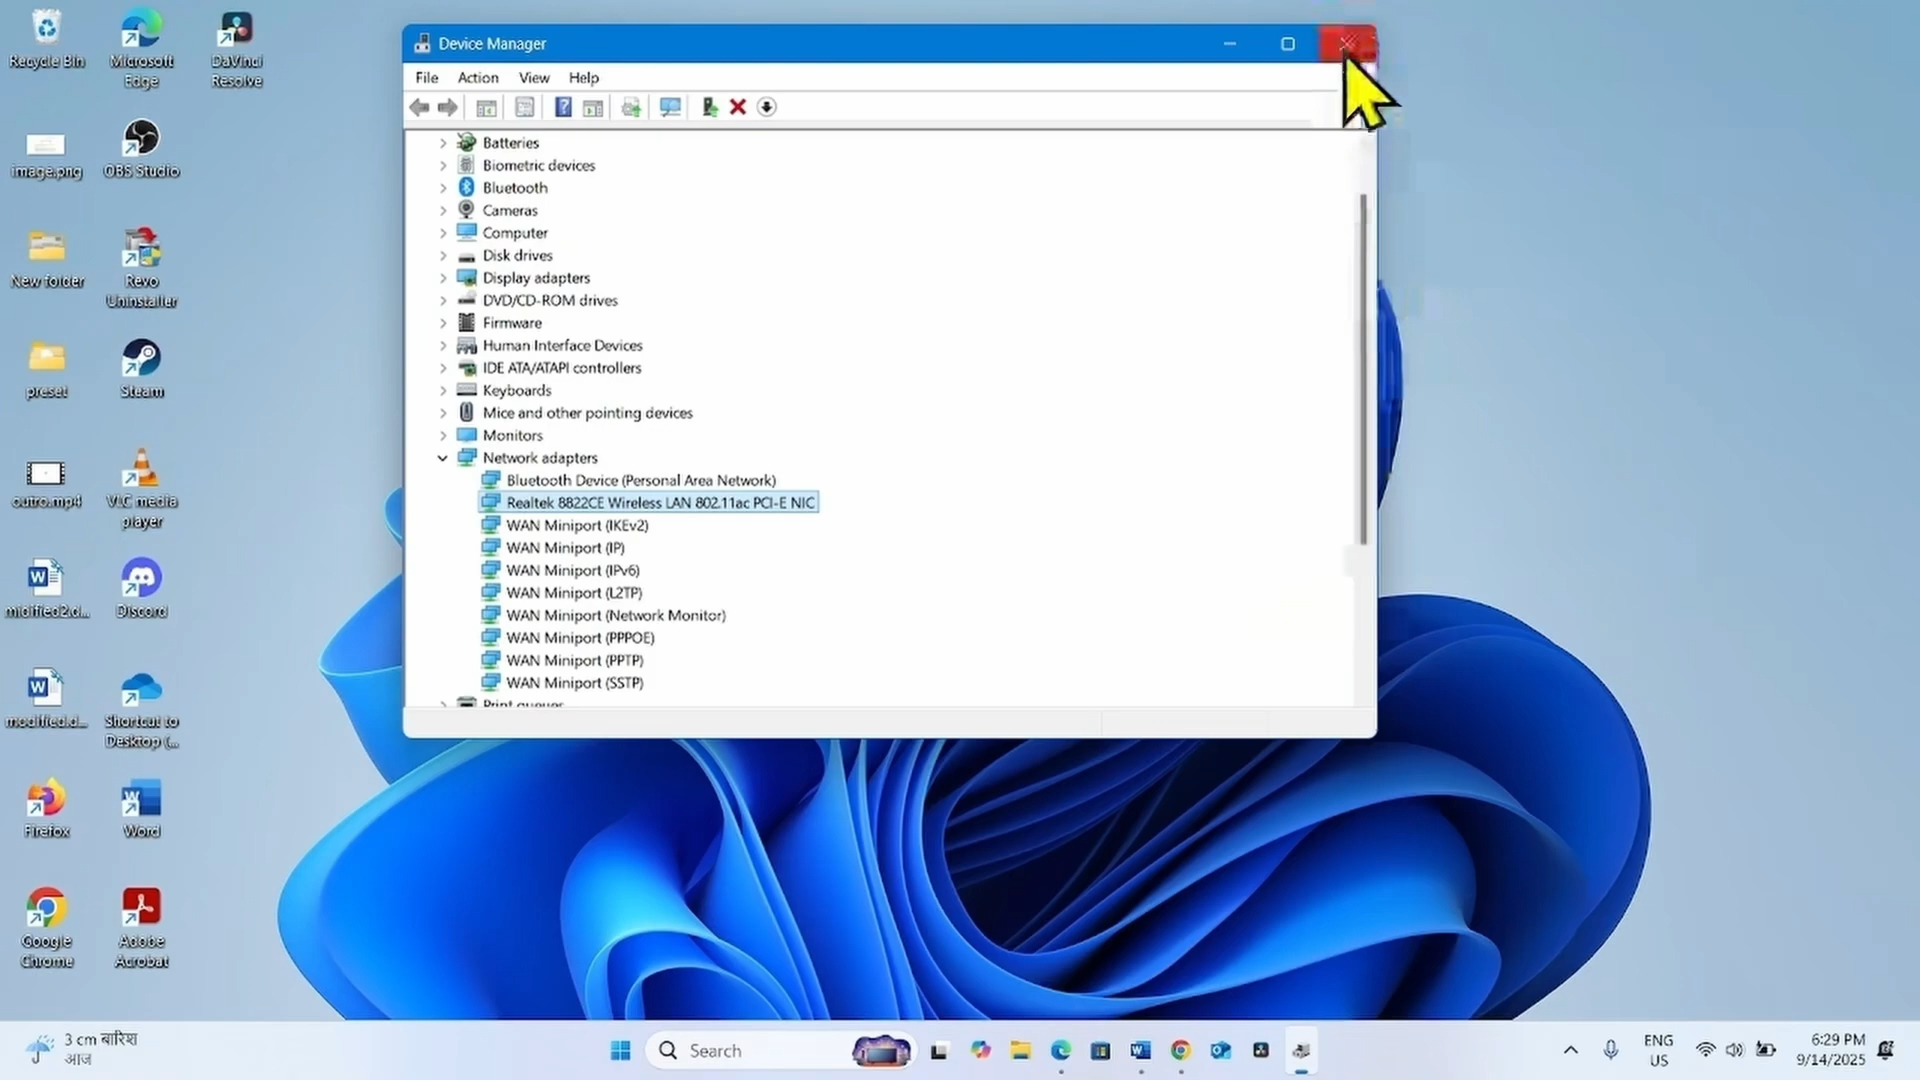 Recycle Bin
Microsoft
Edge
DaVinci
Resolve
image.png
OBS Studio
New folder
Revo
Uninstaller
preset
Steam
outro.mp4
VLC media
player
modified2.d...
Discord
modified.d...
Shortcut to
Desktop (...
Firefox
Word
Google
Chrome
Adobe
Acrobat
Device Manager
File Action View Help
Batteries
Biometric devices
Bluetooth
Cameras
Computer
Disk drives
Display adapters
DVD/CD-ROM drives
Firmware
Human Interface Devices
IDE ATA/ATAPI controllers
Keyboards
Mice and other pointing devices
Monitors
Network adapters
Bluetooth Device (Personal Area Network)
Realtek 8822CE Wireless LAN 802.11ac PCI-E NIC
WAN Miniport (IKEv2)
WAN Miniport (IP)
WAN Miniport (IPv6)
WAN Miniport (L2TP)
WAN Miniport (Network Monitor)
WAN Miniport (PPPOE)
WAN Miniport (PPTP)
WAN Miniport (SSTP)
Print queues
3 cm बारिश
आज
Search
ENG
US
6:29 PM
9/14/2025